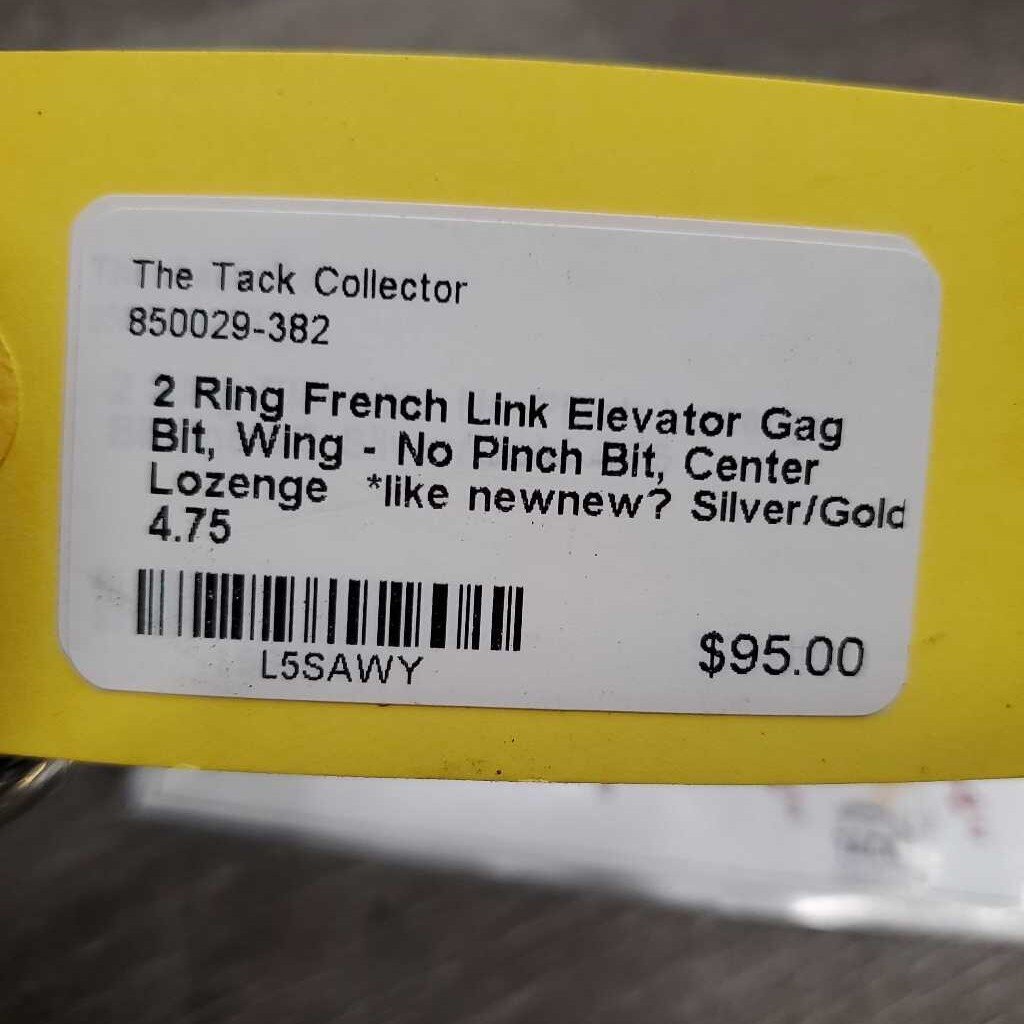 The Tack Collector
850029-382
2 Ring French Link Elevator Gag
Bit, Wing - No Pinch Bit, Center
Lozenge *like newnew? Silver/Gold
4.75
L5SAWY
$95.00